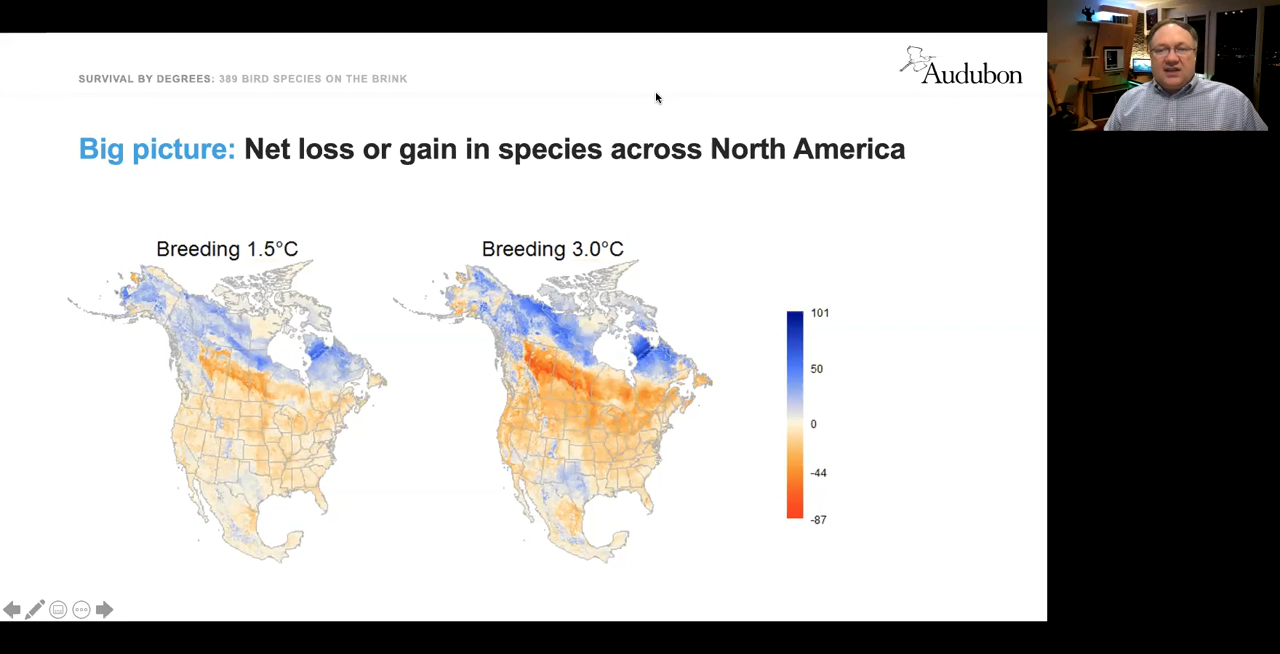 SURVIVAL BY DEGREES: 389 BIRD SPECIES ON THE BRINK
Audubon
Big picture: Net loss or gain in species across North America
Breeding 1.5°C
Breeding 3.0°C
101
50
0
-44
-87